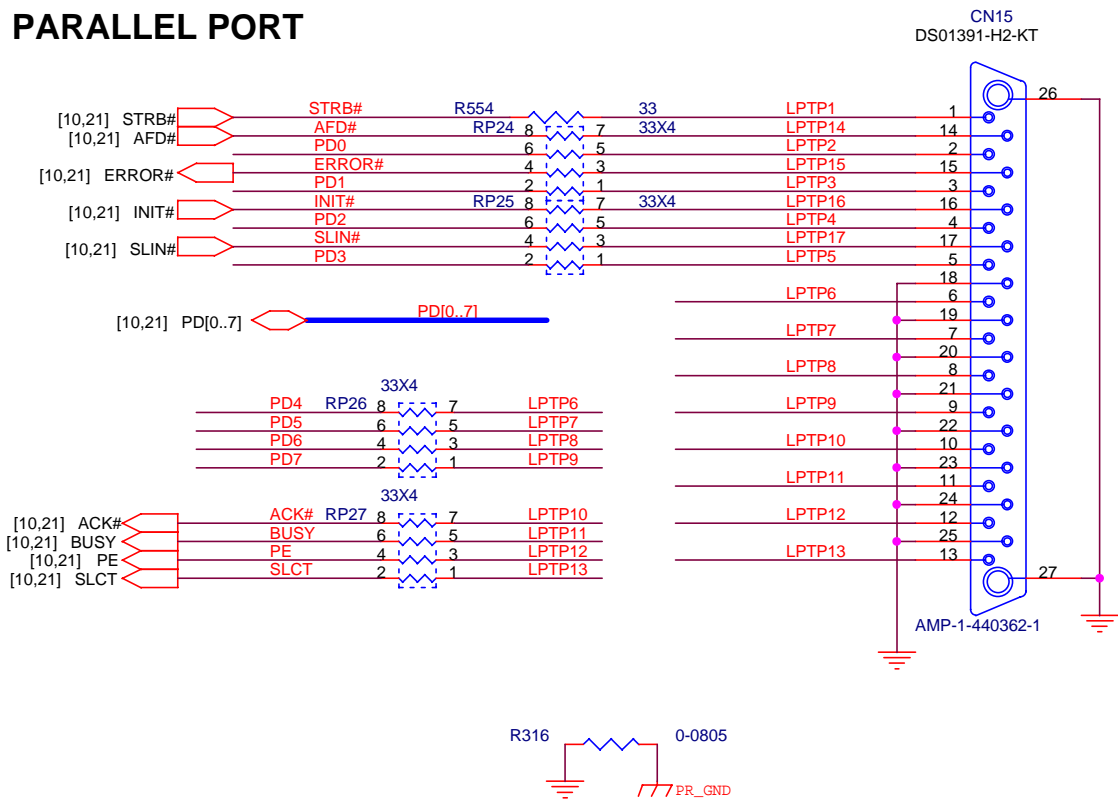 PARALLEL PORT
CN15
DS01391-H2-KT
26
[10,21] STRB# STRB# R554 33 LPTP1 1
[10,21] AFD# AFD# RP24 8 7 33X4 LPTP14 14
PD0 6 5 LPTP2 2
[10,21] ERROR# ERROR# 4 3 LPTP15 15
PD1 2 1 LPTP3 3
[10,21] INIT# INIT# RP25 8 7 33X4 LPTP16 16
PD2 6 5 LPTP4 4
[10,21] SLIN# SLIN# 4 3 LPTP17 17
PD3 2 1 LPTP5 5
18
LPTP6 6
[10,21] PD[0..7] PD[0..7] 19
LPTP7 7
20
LPTP8 8
33X4 21
PD4 RP26 8 7 LPTP6 LPTP9 9
PD5 6 5 LPTP7 22
PD6 4 3 LPTP8 LPTP10 10
PD7 2 1 LPTP9 23
LPTP11 11
33X4 24
[10,21] ACK# ACK# RP27 8 7 LPTP10 LPTP12 12
[10,21] BUSY BUSY 6 5 LPTP11 25
[10,21] PE PE 4 3 LPTP12 LPTP13 13
[10,21] SLCT SLCT 2 1 LPTP13 27
AMP-1-440362-1
R316 0-0805
PR_GND